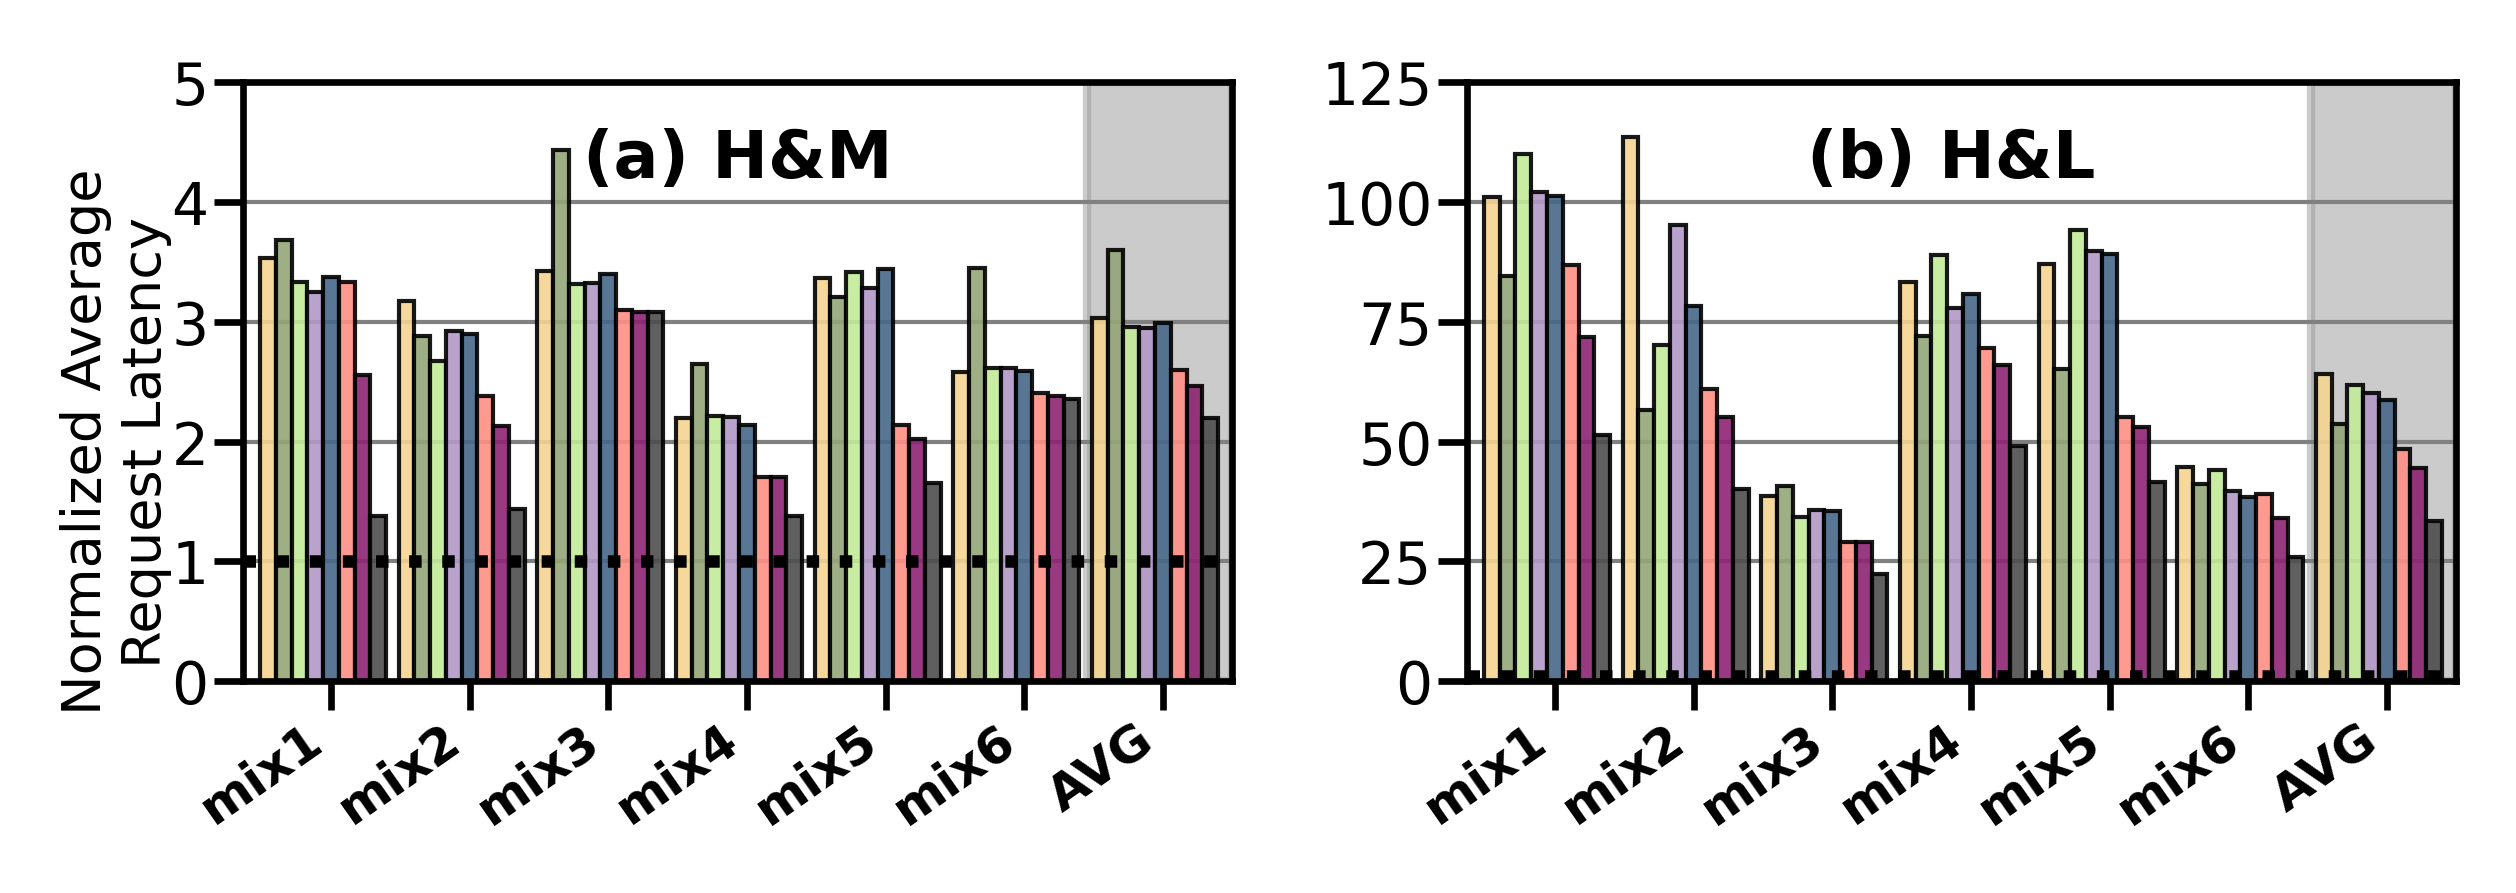 Normalized Average
Request Latency
5
4
3
2
1
0
(a) H&M
mix1
mix2
mix3
mix4
mix5
mix6
AVG
125
100
75
50
25
0
(b) H&L
mix1
mix2
mix3
mix4
mix5
mix6
AVG